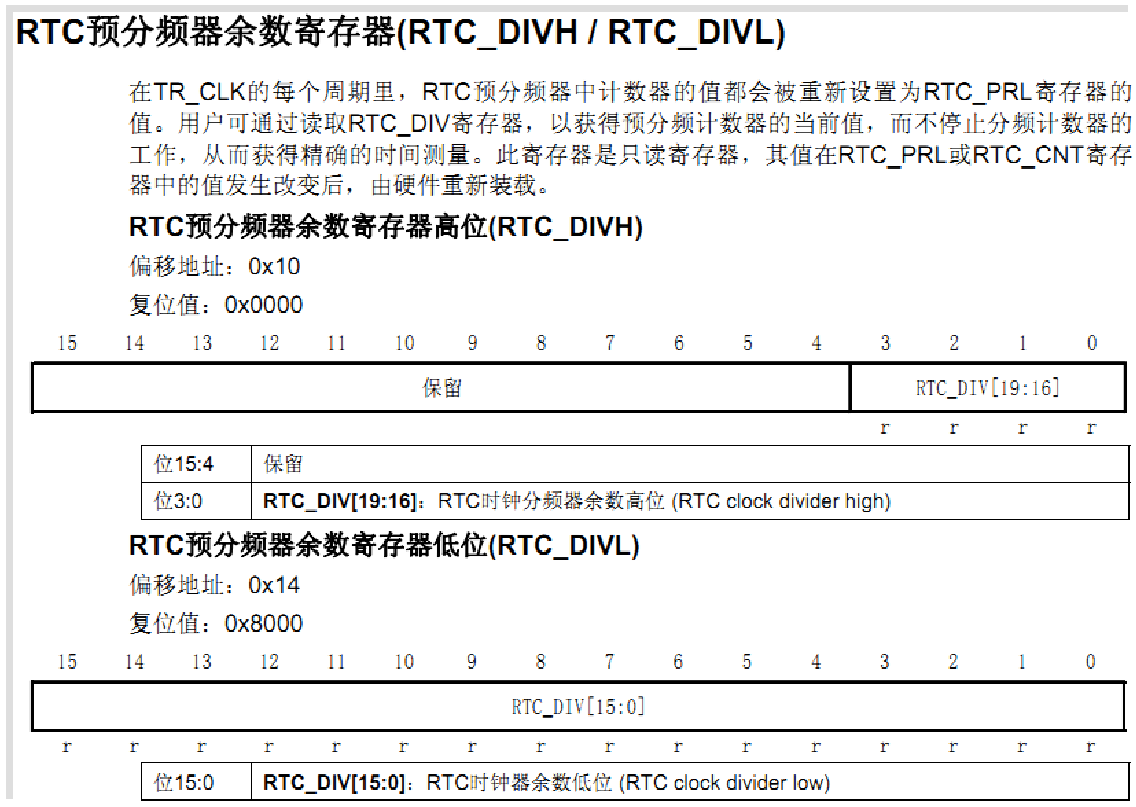 RTC预分频器余数寄存器(RTC_DIVH / RTC_DIVL)
在TR_CLK的每个周期里，RTC预分频器中计数器的值都会被重新设置为RTC_PRL寄存器的
值。用户可通过读取RTC_DIV寄存器，以获得预分频计数器的当前值，而不停止分频计数器的
工作，从而获得精确的时间测量。此寄存器是只读寄存器，其值在RTC_PRL或RTC_CNT寄存
器中的值发生改变后，由硬件重新装载。
RTC预分频器余数寄存器高位(RTC_DIVH)
偏移地址：0x10
复位值：0x0000
15 14 13 12 11 10 9 8 7 6 5 4 3 2 1 0
保留 RTC_DIV[19:16]
r r r r
位15:4 保留
位3:0 RTC_DIV[19:16]：RTC时钟分频器余数高位 (RTC clock divider high)
RTC预分频器余数寄存器低位(RTC_DIVL)
偏移地址：0x14
复位值：0x8000
15 14 13 12 11 10 9 8 7 6 5 4 3 2 1 0
RTC_DIV[15:0]
r r r r r r r r r r r r r r r r
位15:0 RTC_DIV[15:0]：RTC时钟器余数低位 (RTC clock divider low)